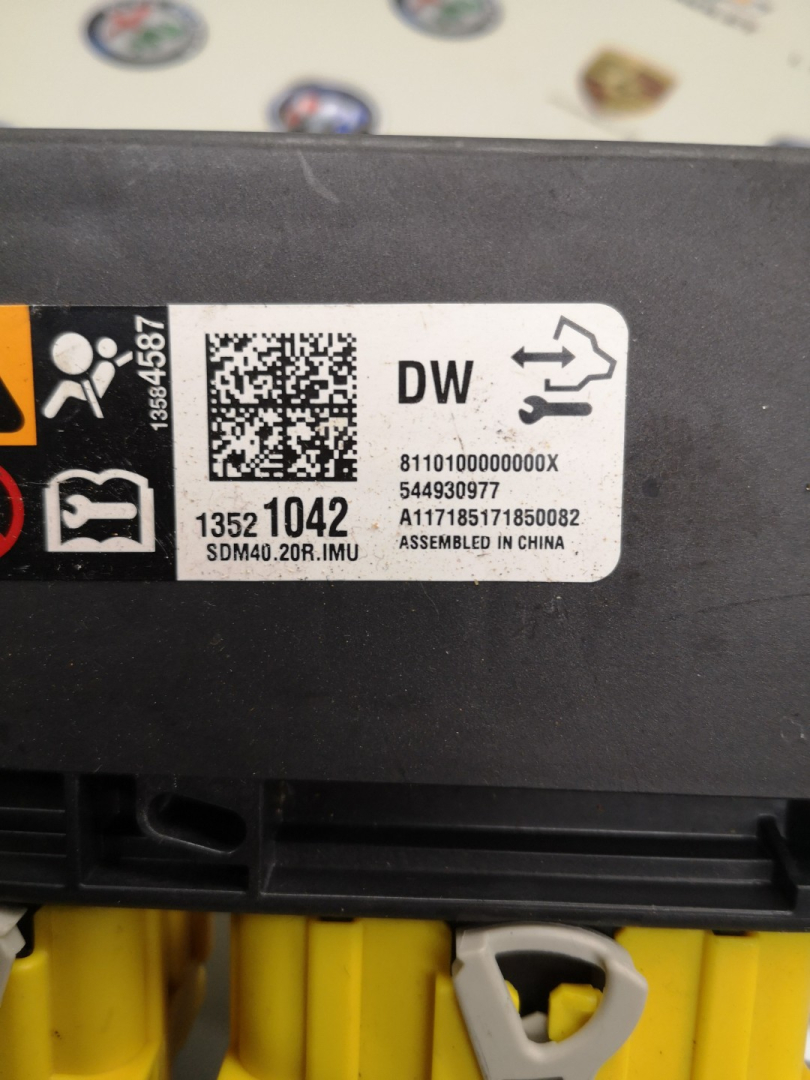 13584587
DW
8110100000000X
544930977
A117185171850082
ASSEMBLED IN CHINA
13521042
SDM40.20R.IMU